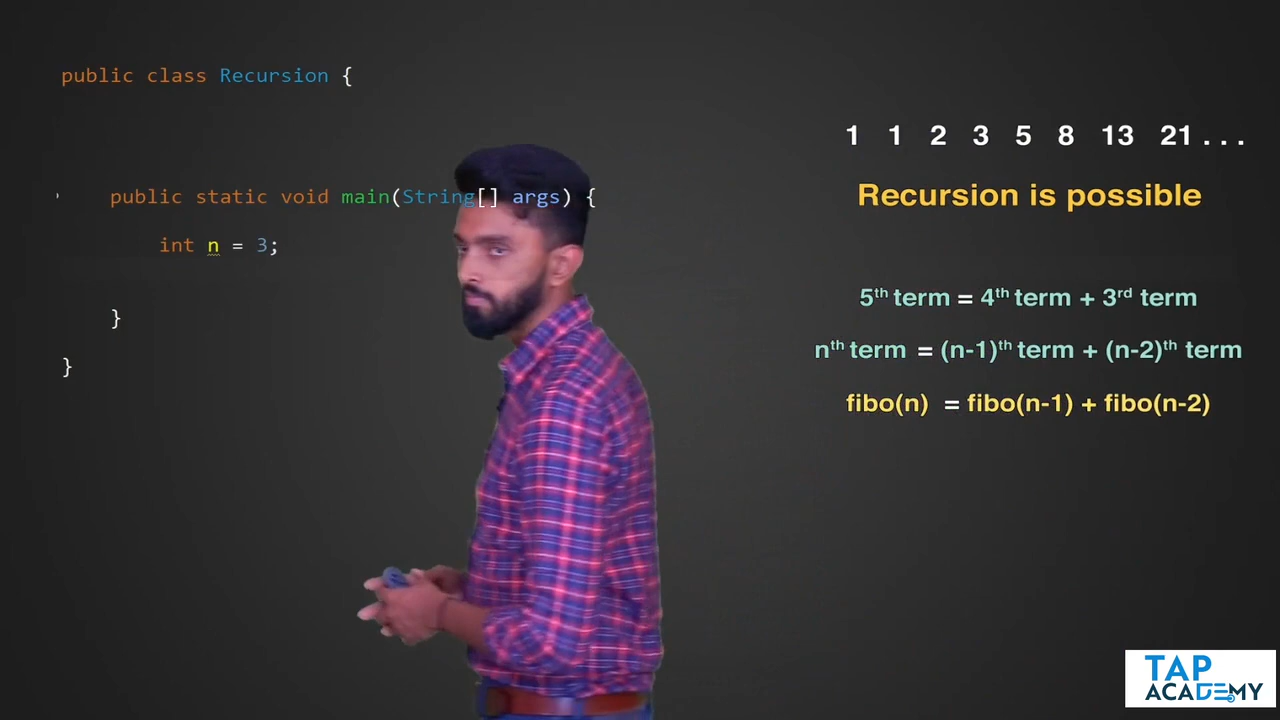 public class Recursion {
public static void main(String[] args) {
int n = 3;
}
}
1 1 2 3 5 8 13 21 . . .
Recursion is possible
5th term = 4th term + 3rd term
nth term = (n-1)th term + (n-2)th term
fibo(n) = fibo(n-1) + fibo(n-2)
TAP
ACADEMY